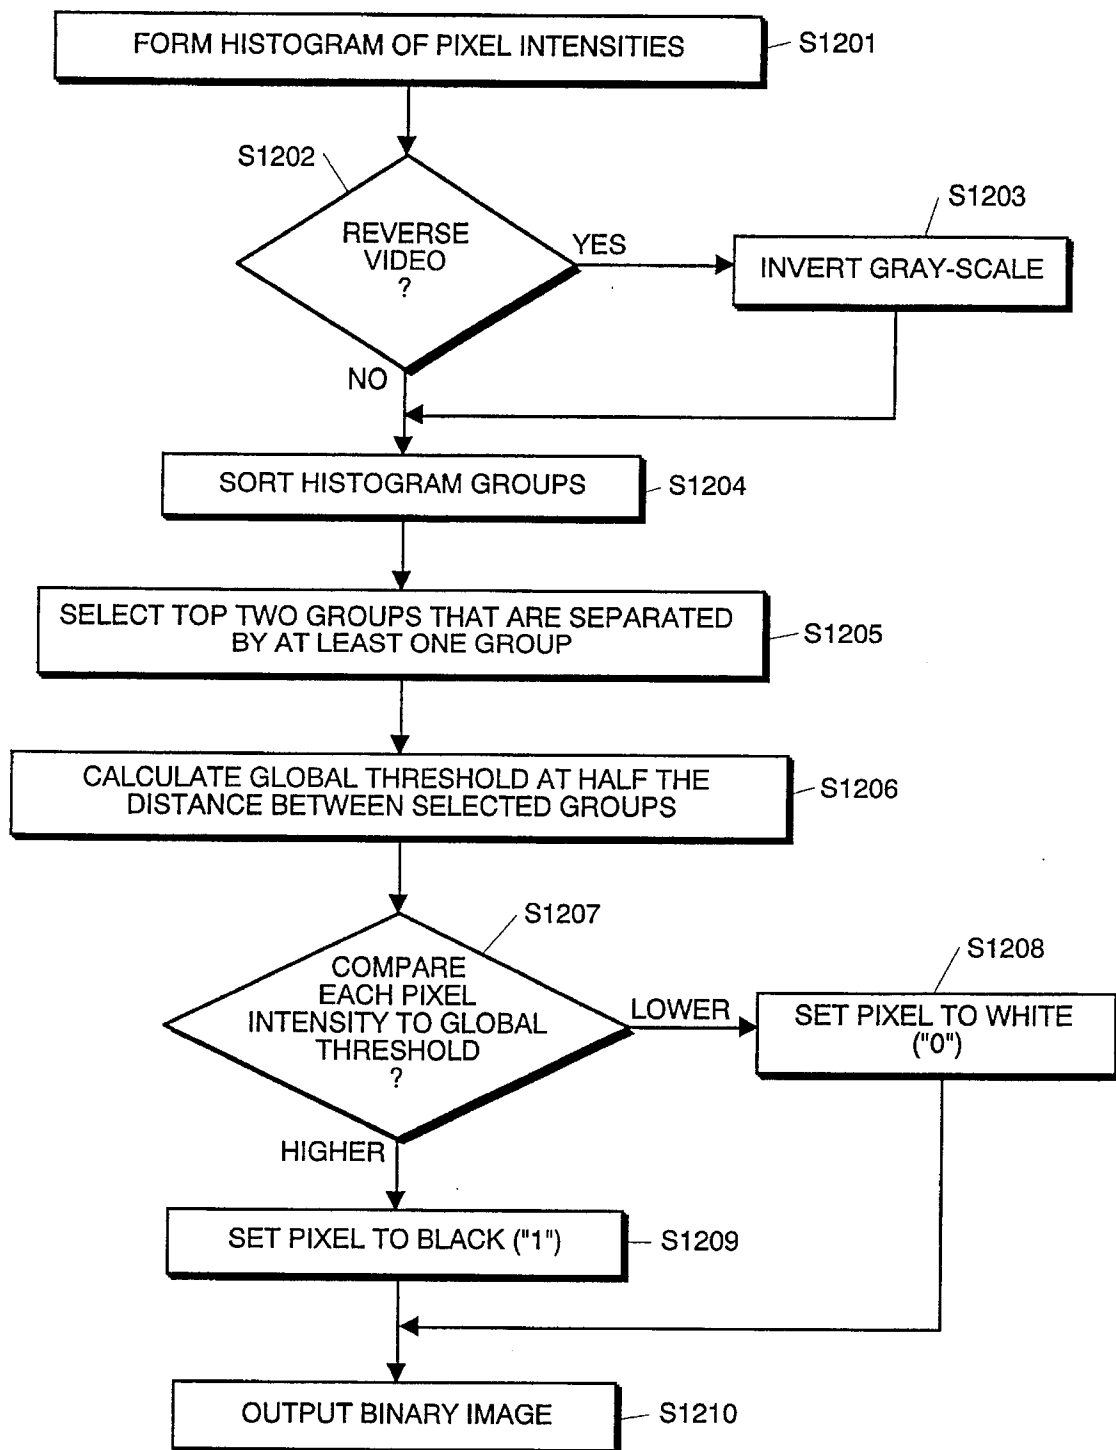 FORM HISTOGRAM OF PIXEL INTENSITIES
S1201
S1202
REVERSE
VIDEO
?
YES
S1203
INVERT GRAY-SCALE
NO
SORT HISTOGRAM GROUPS
S1204
SELECT TOP TWO GROUPS THAT ARE SEPARATED
BY AT LEAST ONE GROUP
S1205
CALCULATE GLOBAL THRESHOLD AT HALF THE
DISTANCE BETWEEN SELECTED GROUPS
S1206
S1207
COMPARE
EACH PIXEL
INTENSITY TO GLOBAL
THRESHOLD
?
LOWER
S1208
SET PIXEL TO WHITE
("0")
HIGHER
SET PIXEL TO BLACK ("1")
S1209
OUTPUT BINARY IMAGE
S1210